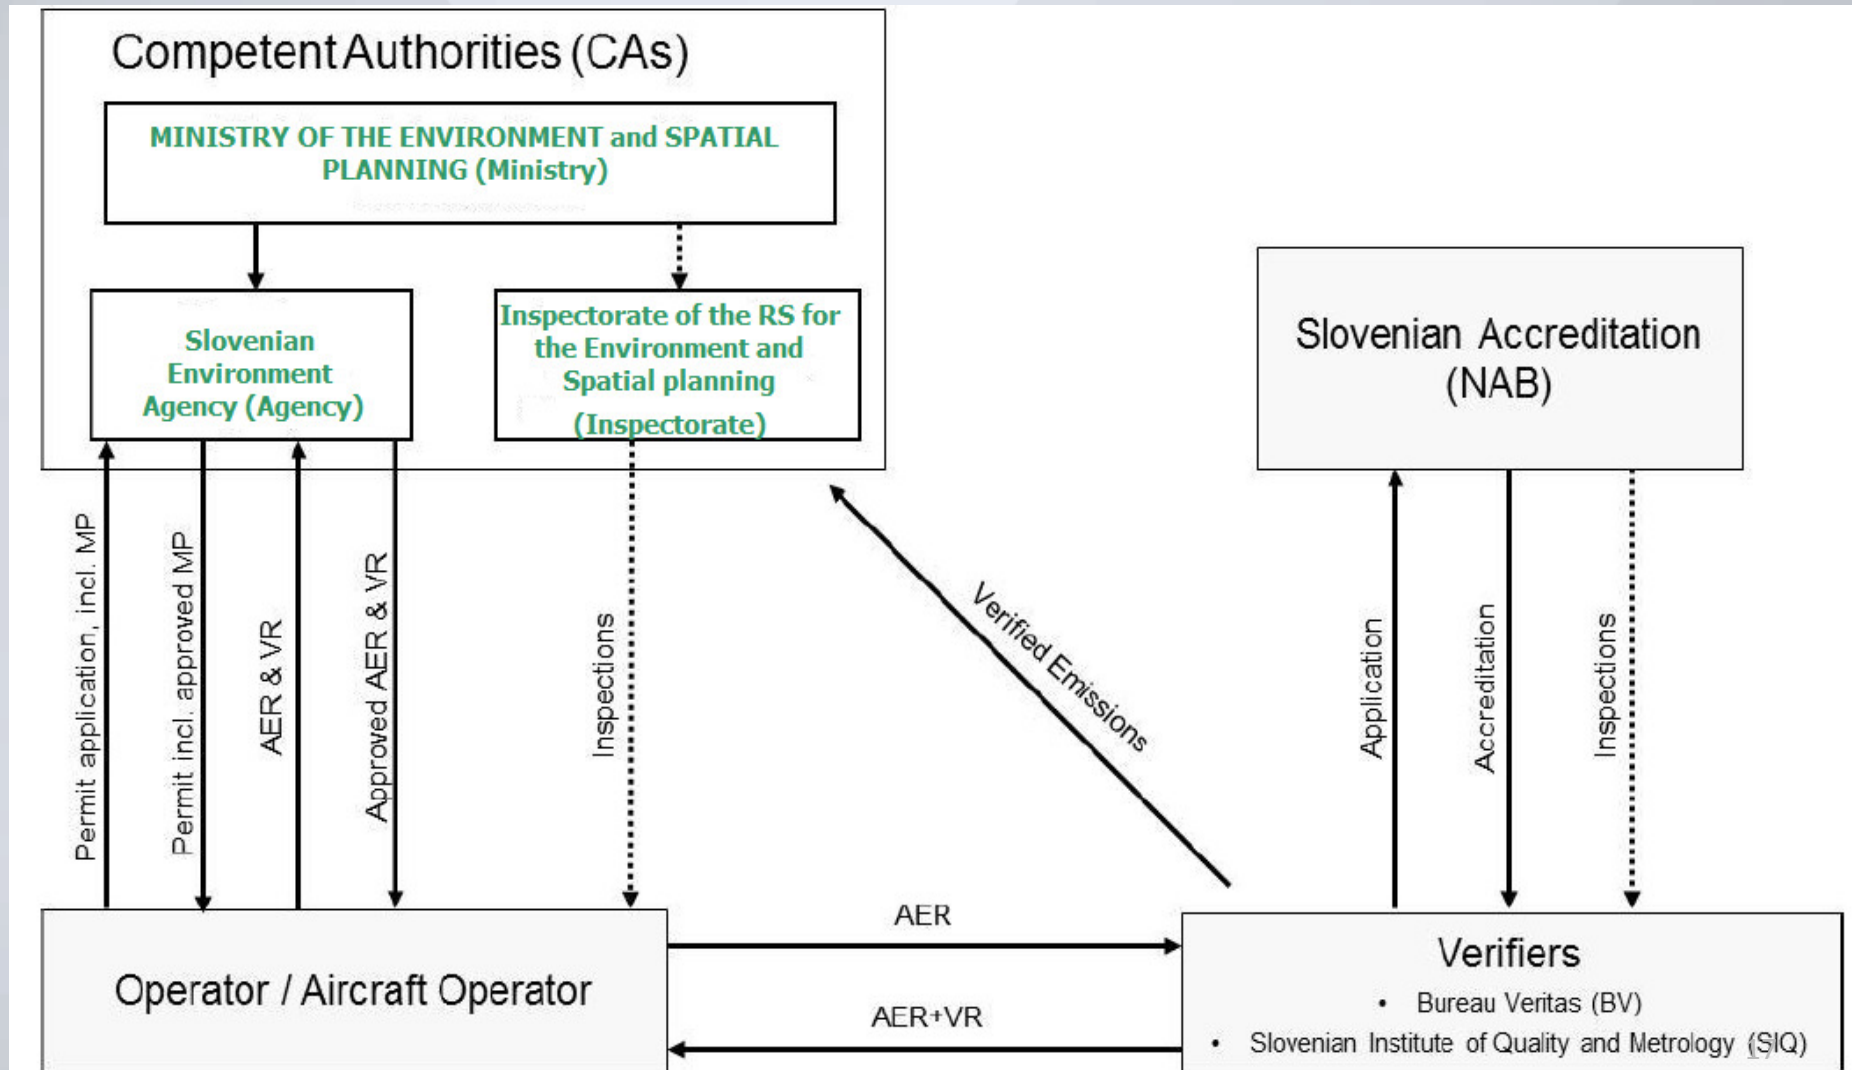 Competent Authorities (CAs)
MINISTRY OF THE ENVIRONMENT and SPATIAL
PLANNING (Ministry)
Slovenian
Environment
Agency (Agency)
Inspectorate of the RS for
the Environment and
Spatial planning
(Inspectorate)
Slovenian Accreditation
(NAB)
Permit application, incl. MP
Permit incl. approved MP
AER & VR
Approved AER & VR
Inspections
Verified Emissions
Application
Accreditation
Inspections
AER
AER+VR
Operator / Aircraft Operator
Verifiers
• Bureau Veritas (BV)
• Slovenian Institute of Quality and Metrology (SIQ)